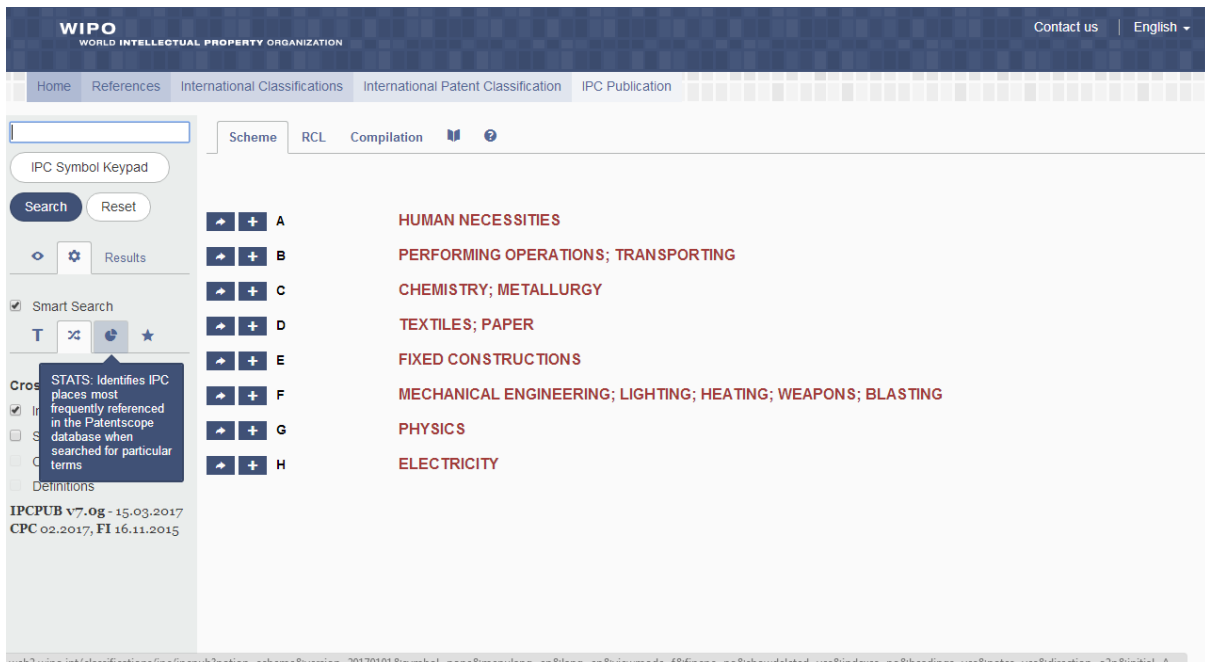 WIPO
WORLD INTELLECTUAL PROPERTY ORGANIZATION
Contact us
English
Home References International Classifications International Patent Classification IPC Publication
IPC Symbol Keypad
Search Reset
Results
Smart Search
T
STATS: Identifies IPC
places most
frequently referenced
in the Patentscope
database when
searched for particular
terms
Definitions
IPCPUB v7.0g - 15.03.2017
CPC 02.2017, FI 16.11.2015
Scheme RCL Compilation
A HUMAN NECESSITIES
B PERFORMING OPERATIONS; TRANSPORTING
C CHEMISTRY; METALLURGY
D TEXTILES; PAPER
E FIXED CONSTRUCTIONS
F MECHANICAL ENGINEERING; LIGHTING; HEATING; WEAPONS; BLASTING
G PHYSICS
H ELECTRICITY